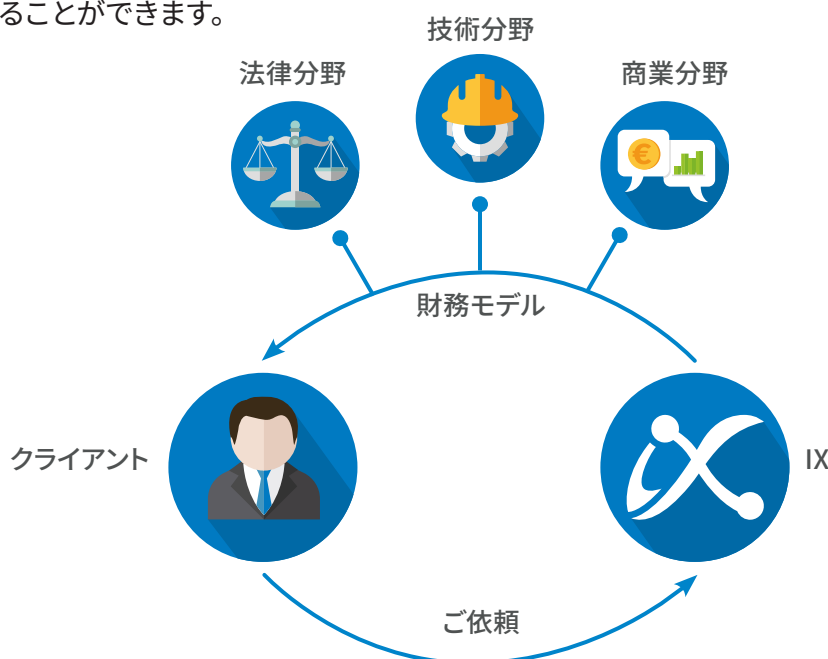 ることができます。
技術分野
法律分野
商業分野
財務モデル
クライアント
IX
ご依頼